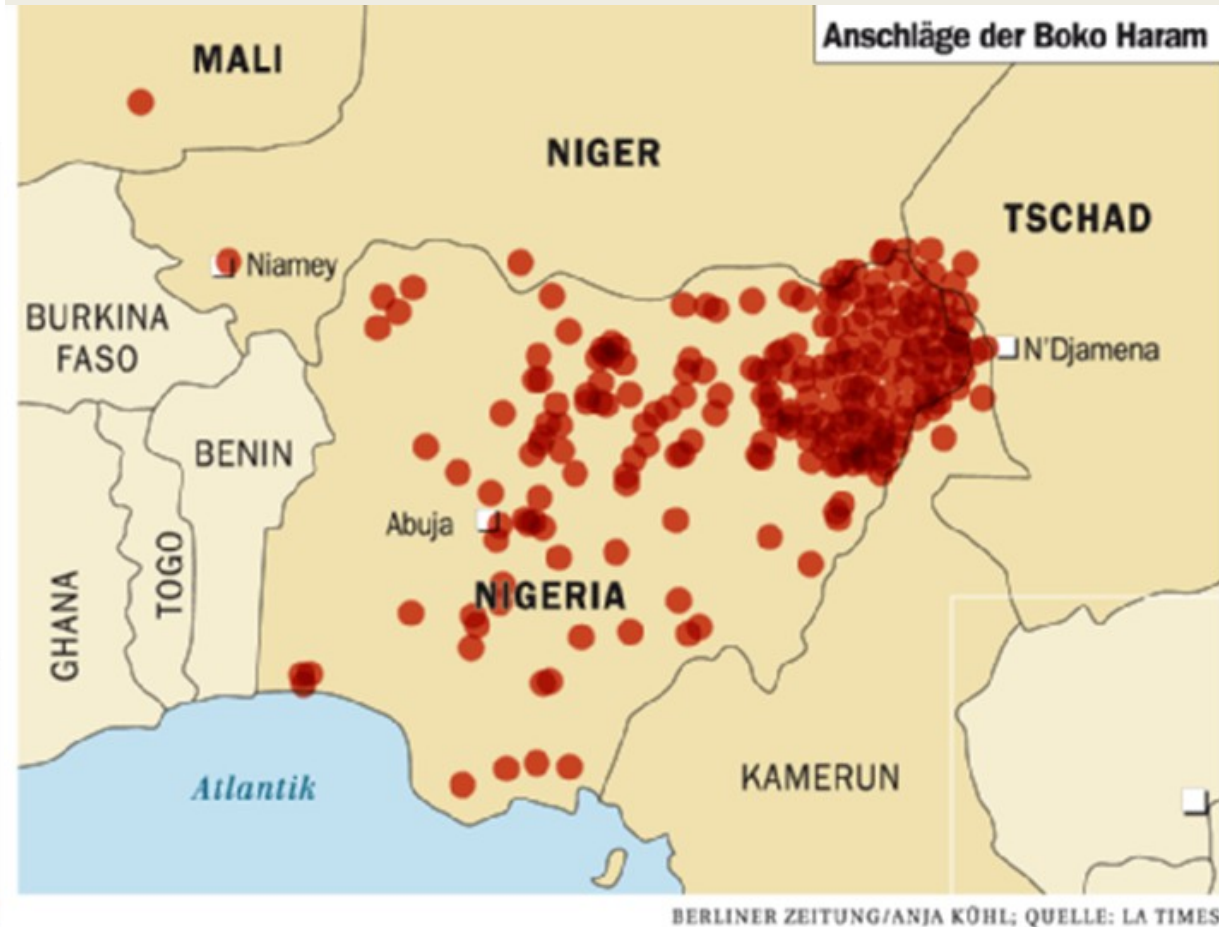 Anschläge der Boko Haram
MALI
NIGER
TSCHAD
Niamey
BURKINA
FASO
N'Djamena
BENIN
Abuja
TOGO
GHANA
NIGERIA
Atlantik
KAMERUN
BERLINER ZEITUNG/ANJA KÜHL; QUELLE: LA TIMES